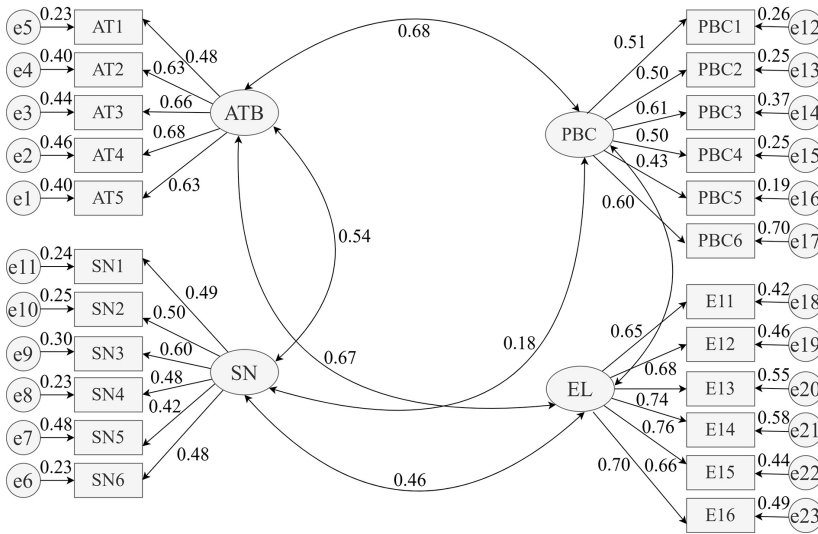 e5 0.23 AT1 0.48
e4 0.40 AT2 0.63
e3 0.44 AT3 0.66
e2 0.46 AT4 0.68
e1 0.40 AT5 0.63
ATB
0.68
PBC
0.51 PBC1 0.26 e12
0.50 PBC2 0.25 e13
0.61 PBC3 0.37 e14
0.50 PBC4 0.25 e15
0.43 PBC5 0.19 e16
0.60 PBC6 0.70 e17
0.54
e11 0.24 SN1 0.49
e10 0.25 SN2 0.50
e9 0.30 SN3 0.60
e8 0.23 SN4 0.48
e7 0.48 SN5 0.42
e6 0.23 SN6 0.48
SN
0.67
0.18
0.46
EL
0.65 E11 0.42 e18
0.68 E12 0.46 e19
0.74 E13 0.55 e20
0.76 E14 0.58 e21
0.66 E15 0.44 e22
0.70 E16 0.49 e23